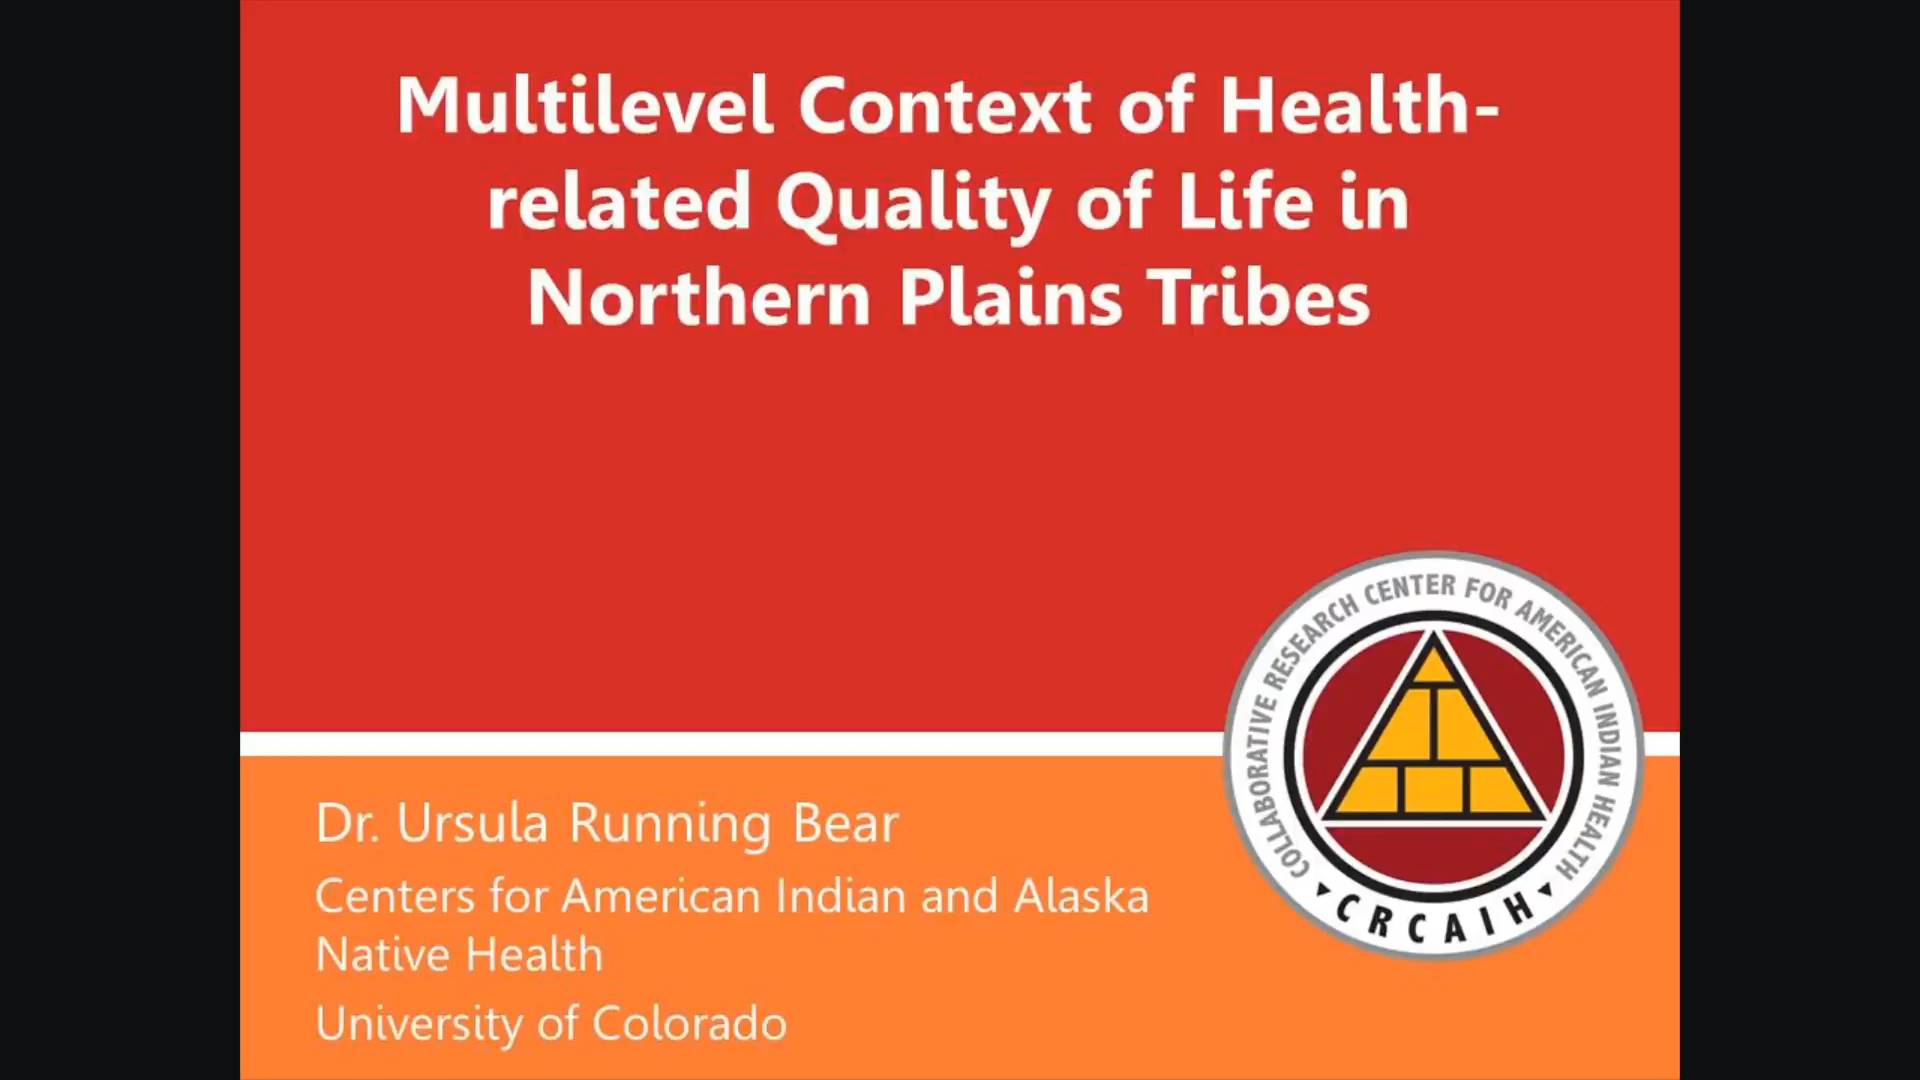 Multilevel Context of Health-
related Quality of Life in
Northern Plains Tribes
COLLABORATIVE RESEARCH CENTER FOR AMERICAN INDIAN HEALTH
CRCAIH
Dr. Ursula Running Bear
Centers for American Indian and Alaska
Native Health
University of Colorado